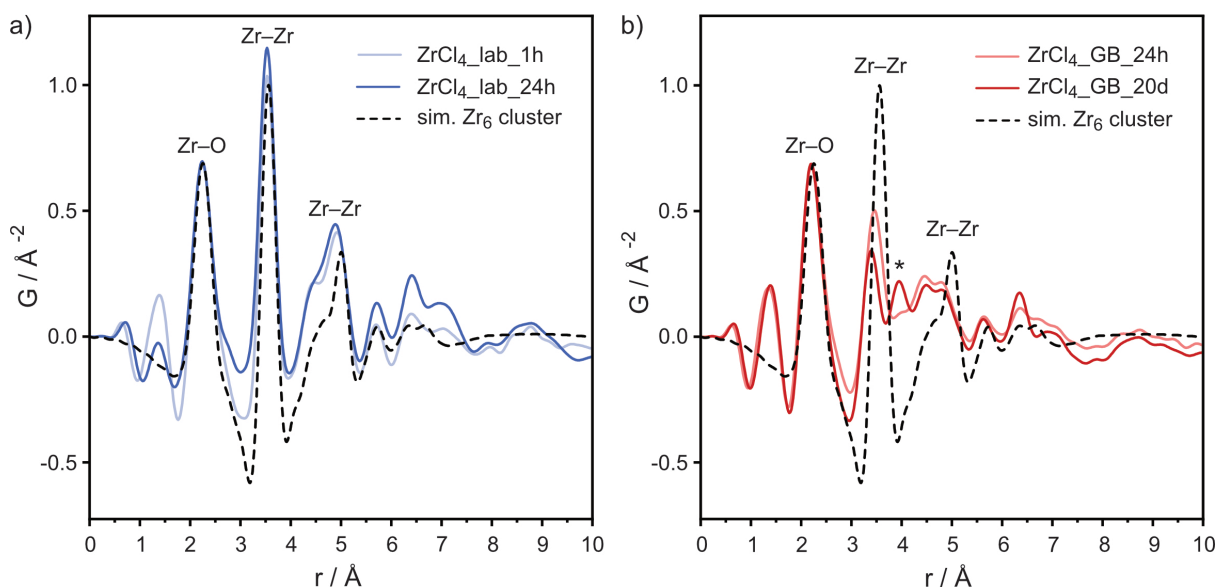 a)
Zr–Zr
ZrCl₄_lab_1h
ZrCl₄_lab_24h
sim. Zr₆ cluster
Zr–O
Zr–Zr
1.0
0.5
0.0
-0.5
G / Å⁻²
0 1 2 3 4 5 6 7 8 9 10
r / Å
b)
ZrCl₄_GB_24h
ZrCl₄_GB_20d
sim. Zr₆ cluster
Zr–Zr
Zr–O
Zr–Zr
*
1.0
0.5
0.0
-0.5
G / Å⁻²
0 1 2 3 4 5 6 7 8 9 10
r / Å